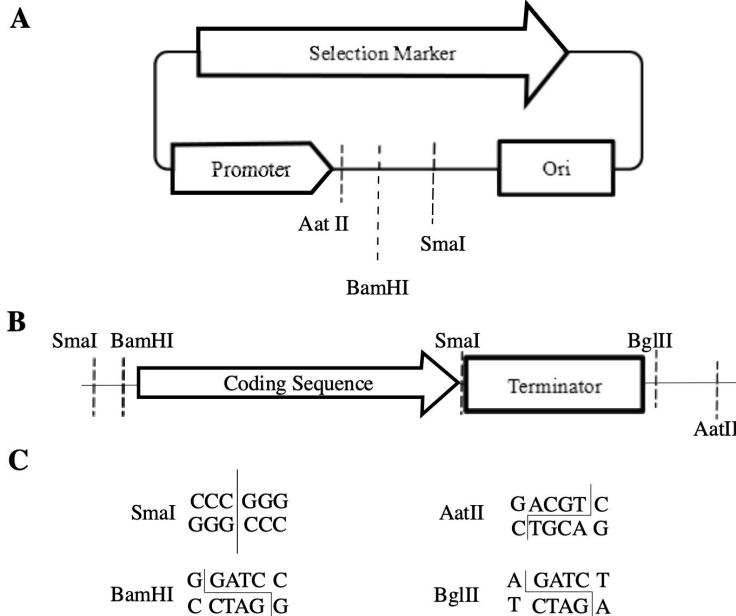 A
Selection Marker
Promoter
Ori
Aat II
SmaI
BamHI
B
SmaI BamHI SmaI BglII
Coding Sequence
Terminator
AatII
C
SmaI CCC GGG AatII G ACGT C
GGG CCC C TGCA G
BamHI G GATC C BglII A GATC T
C CTAG G T CTAG A